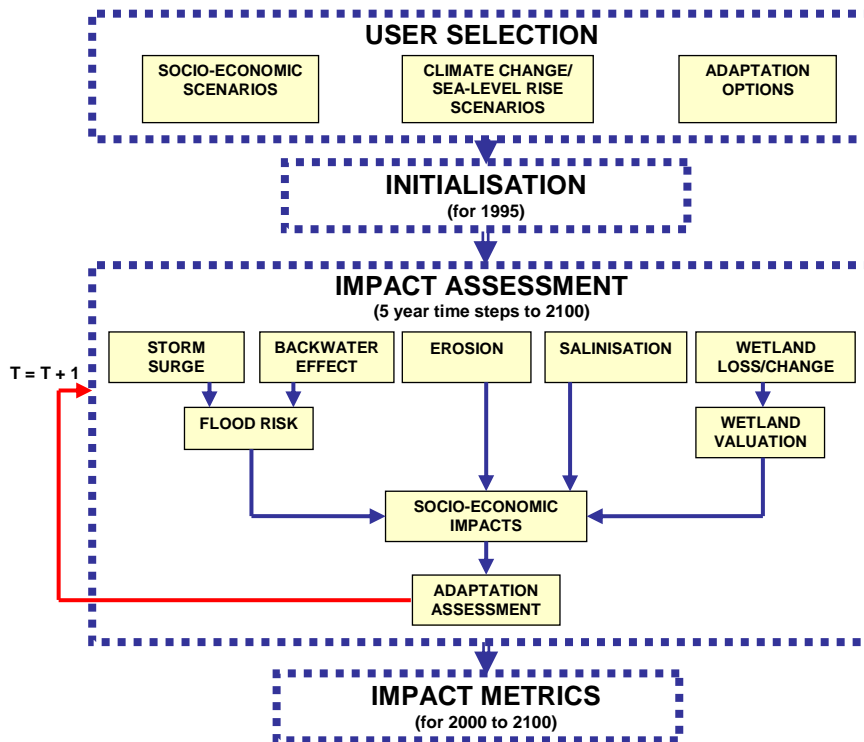 USER SELECTION
SOCIO-ECONOMIC
SCENARIOS
CLIMATE CHANGE/
SEA-LEVEL RISE
SCENARIOS
ADAPTATION
OPTIONS
INITIALISATION
(for 1995)
IMPACT ASSESSMENT
(5 year time steps to 2100)
STORM
SURGE
BACKWATER
EFFECT
EROSION
SALINISATION
WETLAND
LOSS/CHANGE
T = T + 1
FLOOD RISK
WETLAND
VALUATION
SOCIO-ECONOMIC
IMPACTS
ADAPTATION
ASSESSMENT
IMPACT METRICS
(for 2000 to 2100)